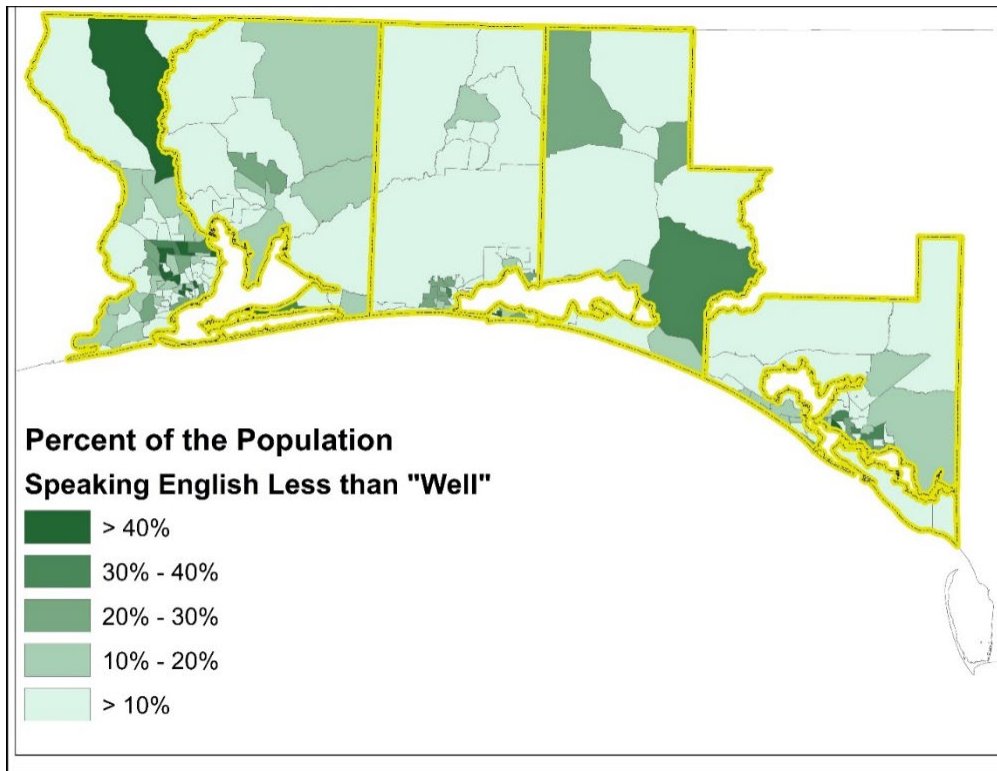 Percent of the Population
Speaking English Less than "Well"
> 40%
30% - 40%
20% - 30%
10% - 20%
> 10%